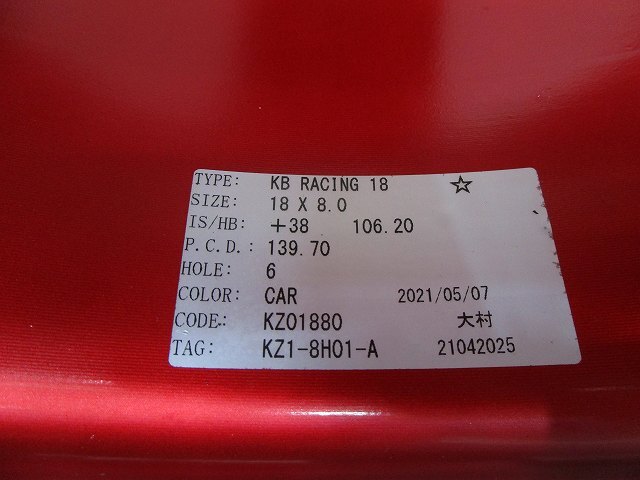 TYPE: KB RACING 18 ☆
SIZE: 18 X 8.0
IS/HB: +38 106.20
P.C.D.: 139.70
HOLE: 6
COLOR: CAR 2021/05/07
CODE: KZ01880 大村
TAG: KZ1-8H01-A 21042025